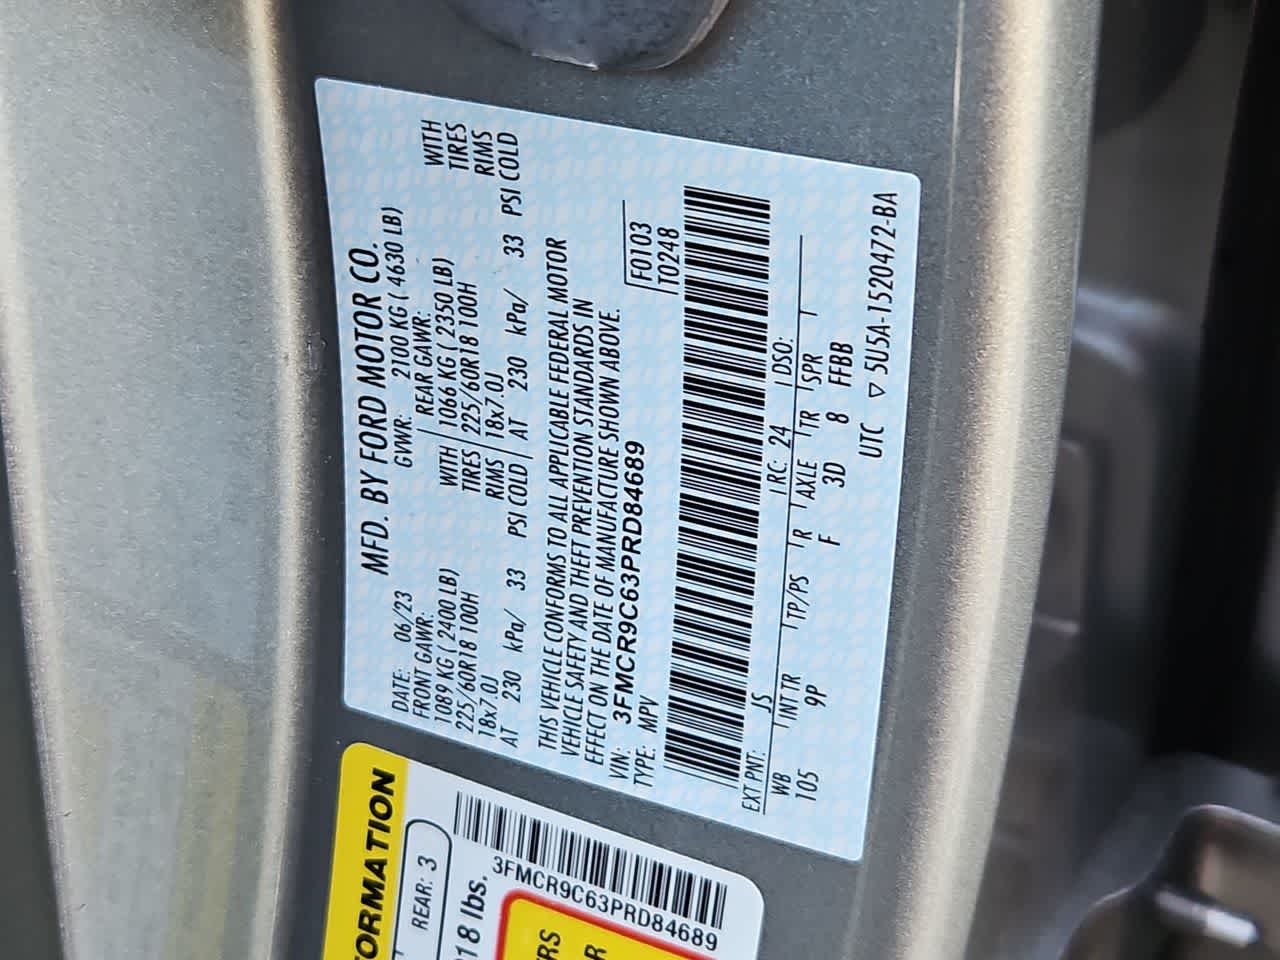 MFD. BY FORD MOTOR CO.
DATE: 06/23 GVWR: 2100 KG ( 4630 LB)
FRONT GAWR: REAR GAWR:
1089 KG ( 2400 LB) WITH 1066 KG ( 2350 LB) WITH
225/60R18 100H TIRES 225/60R18 100H TIRES
18x7.0J RIMS 18x7.0J RIMS
AT 230 kPa/ 33 PSI COLD AT 230 kPa/ 33 PSI COLD
THIS VEHICLE CONFORMS TO ALL APPLICABLE FEDERAL MOTOR
VEHICLE SAFETY AND THEFT PREVENTION STANDARDS IN
EFFECT ON THE DATE OF MANUFACTURE SHOWN ABOVE.
VIN: 3FMCR9C63PRD84689 F0103
TYPE: MPV T0248
EXT PNT: JS RC: 24 DSO:
WB INT TR TP/PS R AXLE TR SPR
105 9P F 3D 8 FFBB
UTC ▽ 5U5A-1520472-BA
ORMATION
REAR: 3
18 lbs.
3FMCR9C63PRD84689
ERS
R